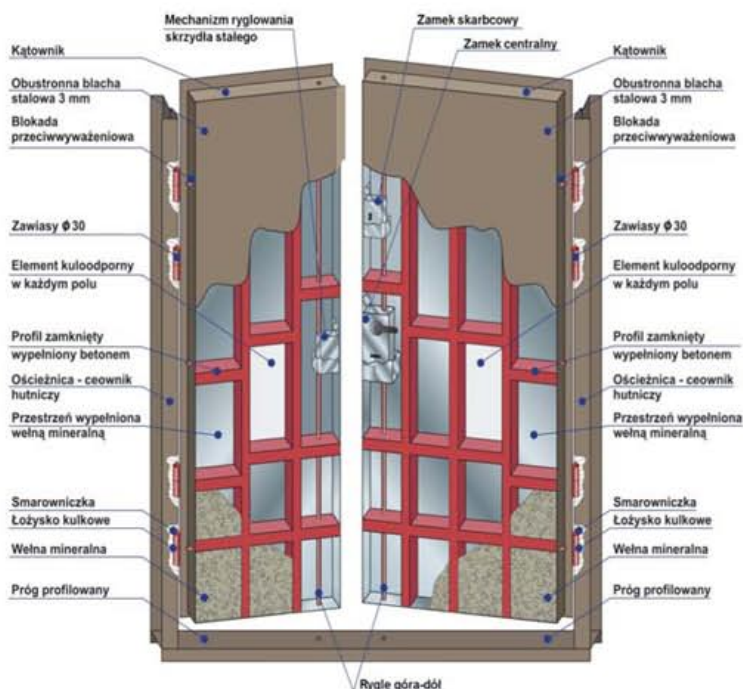 Mechanizm ryglowania
skrzydła stałego
Zamek skarbcowy
Zamek centralny
Kątownik
Obustronna blacha
stalowa 3 mm
Blokada
przeciwwyważeniowa
Zawiasy ϕ 30
Element kuloodporny
w każdym polu
Profil zamknięty
wypełniony betonem
Ościeżnica - ceownik
hutniczy
Przestrzeń wypełniona
wełną mineralną
Smarowniczka
Łożysko kulkowe
Wełna mineralna
Próg profilowany
Kątownik
Obustronna blacha
stalowa 3 mm
Blokada
przeciwwyważeniowa
Zawiasy ϕ 30
Element kuloodporny
w każdym polu
Profil zamknięty
wypełniony betonem
Ościeżnica - ceownik
hutniczy
Przestrzeń wypełniona
wełną mineralną
Smarowniczka
Łożysko kulkowe
Wełna mineralna
Próg profilowany
Rygle góra-dół